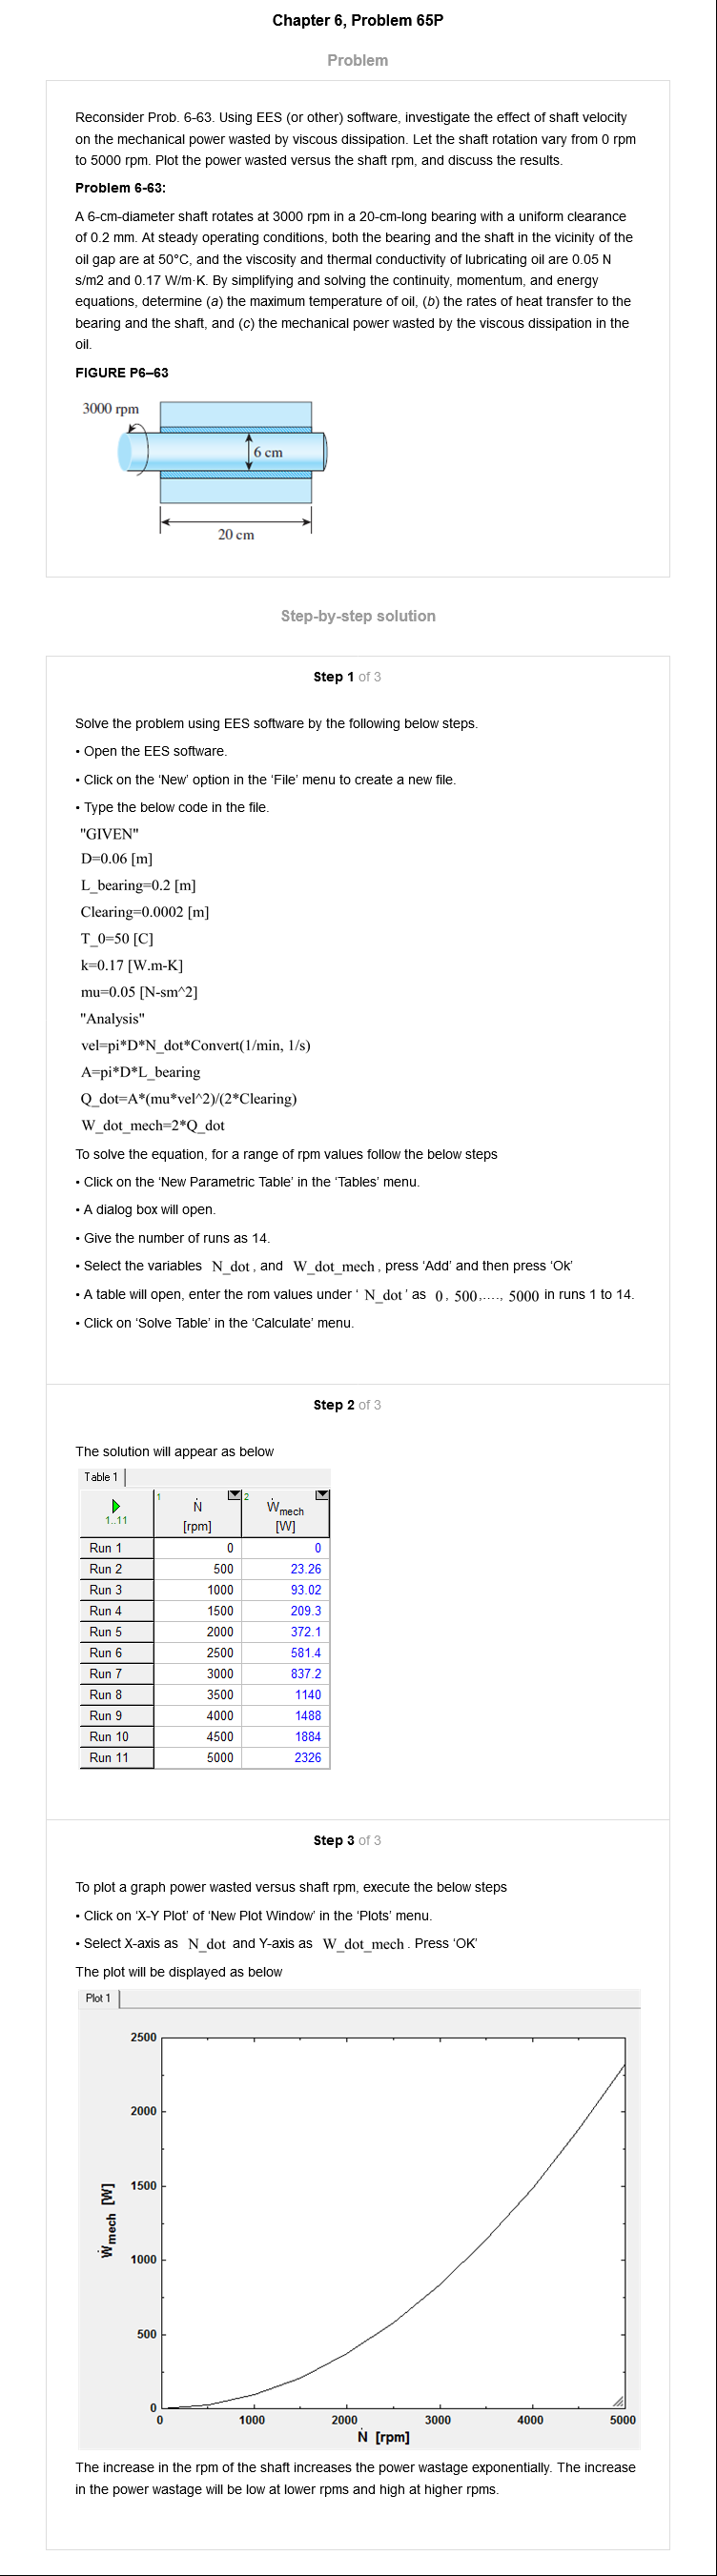 Chapter 6, Problem 65P
Problem
Reconsider Prob. 6-63. Using EES (or other) software, investigate the effect of shaft velocity
on the mechanical power wasted by viscous dissipation. Let the shaft rotation vary from 0 rpm
to 5000 rpm. Plot the power wasted versus the shaft rpm, and discuss the results.
Problem 6-63:
A 6-cm-diameter shaft rotates at 3000 rpm in a 20-cm-long bearing with a uniform clearance
of 0.2 mm. At steady operating conditions, both the bearing and the shaft in the vicinity of the
oil gap are at 50°C, and the viscosity and thermal conductivity of lubricating oil are 0.05 N
s/m2 and 0.17 W/m·K. By simplifying and solving the continuity, momentum, and energy
equations, determine (a) the maximum temperature of oil, (b) the rates of heat transfer to the
bearing and the shaft, and (c) the mechanical power wasted by the viscous dissipation in the
oil.
FIGURE P6–63
3000 rpm
6 cm
20 cm
Step-by-step solution
Step 1 of 3
Solve the problem using EES software by the following below steps.
• Open the EES software.
• Click on the ‘New’ option in the ‘File’ menu to create a new file.
• Type the below code in the file.
"GIVEN"
D=0.06 [m]
L_bearing=0.2 [m]
Clearing=0.0002 [m]
T_0=50 [C]
k=0.17 [W.m-K]
mu=0.05 [N-sm^2]
"Analysis"
vel=pi*D*N_dot*Convert(1/min, 1/s)
A=pi*D*L_bearing
Q_dot=A*(mu*vel^2)/(2*Clearing)
W_dot_mech=2*Q_dot
To solve the equation, for a range of rpm values follow the below steps
• Click on the ‘New Parametric Table’ in the ‘Tables’ menu.
• A dialog box will open.
• Give the number of runs as 14.
• Select the variables N_dot , and W_dot_mech , press ‘Add’ and then press ‘Ok’
• A table will open, enter the rom values under ‘ N_dot ’ as 0, 500,...., 5000 in runs 1 to 14.
• Click on ‘Solve Table’ in the ‘Calculate’ menu.
Step 2 of 3
The solution will appear as below
Table 1
1..11 1 Ṅ [rpm] 2 Ẇmech [W]
Run 1 0 0
Run 2 500 23.26
Run 3 1000 93.02
Run 4 1500 209.3
Run 5 2000 372.1
Run 6 2500 581.4
Run 7 3000 837.2
Run 8 3500 1140
Run 9 4000 1488
Run 10 4500 1884
Run 11 5000 2326
Step 3 of 3
To plot a graph power wasted versus shaft rpm, execute the below steps
• Click on ‘X-Y Plot’ of ‘New Plot Window’ in the ‘Plots’ menu.
• Select X-axis as N_dot and Y-axis as W_dot_mech . Press ‘OK’
The plot will be displayed as below
Plot 1
2500
2000
1500
1000
500
0
Ẇmech [W]
0 1000 2000 3000 4000 5000
Ṅ [rpm]
The increase in the rpm of the shaft increases the power wastage exponentially. The increase
in the power wastage will be low at lower rpms and high at higher rpms.